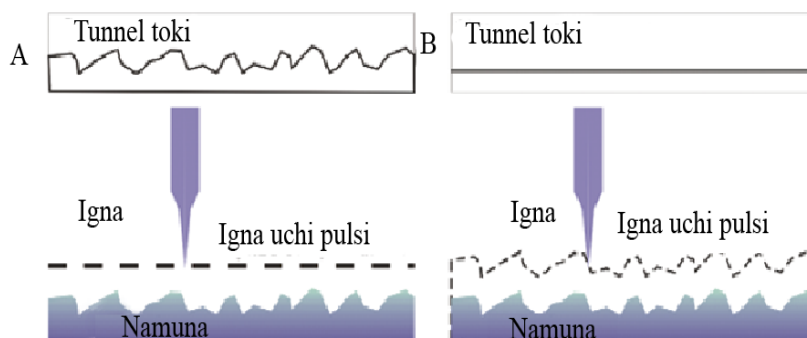 A
Tunnel toki
B
Tunnel toki
Igna
Igna uchi pulsi
Igna
Igna uchi pulsi
Namuna
Namuna